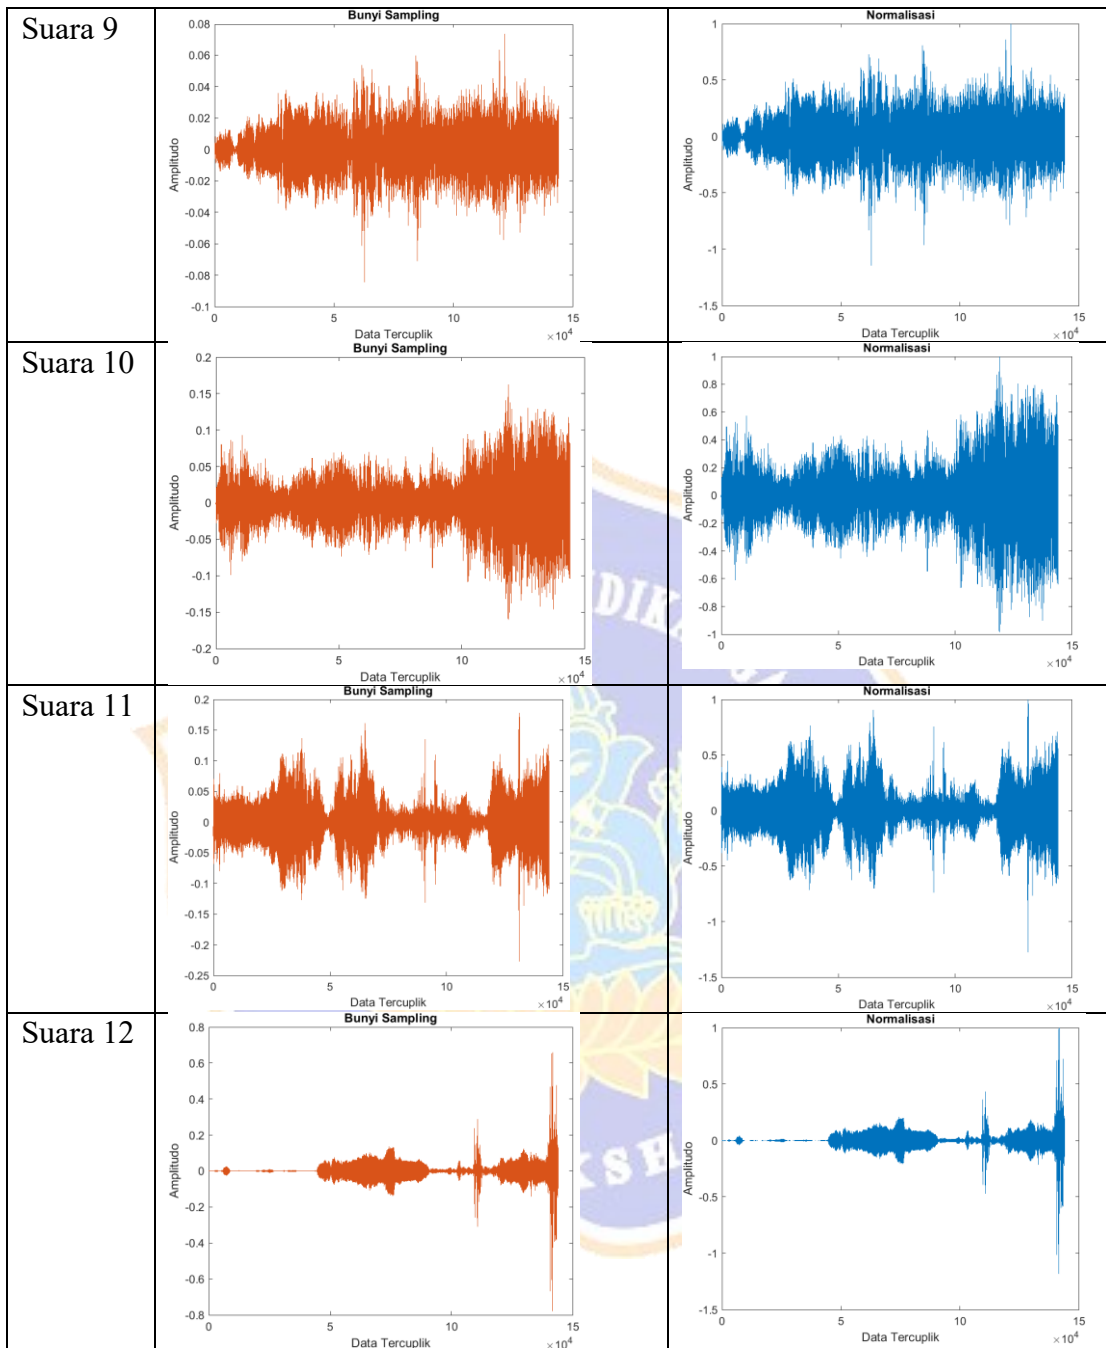 Suara 9
Bunyi Sampling
0.08
0.06
0.04
0.02
0
-0.02
-0.04
-0.06
-0.08
-0.1
Amplitudo
0 5 10 15
Data Tercuplik
×10⁴
Normalisasi
1
0.5
0
-0.5
-1
-1.5
Amplitudo
0 5 10 15
Data Tercuplik
×10⁴
Suara 10
Bunyi Sampling
0.2
0.15
0.1
0.05
0
-0.05
-0.1
-0.15
-0.2
Amplitudo
0 5 10 15
Data Tercuplik
×10⁴
Normalisasi
1
0.8
0.6
0.4
0.2
0
-0.2
-0.4
-0.6
-0.8
-1
Amplitudo
0 5 10 15
Data Tercuplik
×10⁴
Suara 11
Bunyi Sampling
0.2
0.15
0.1
0.05
0
-0.05
-0.1
-0.15
-0.2
-0.25
Amplitudo
0 5 10 15
Data Tercuplik
×10⁴
Normalisasi
1
0.5
0
-0.5
-1
-1.5
Amplitudo
0 5 10 15
Data Tercuplik
×10⁴
Suara 12
Bunyi Sampling
0.8
0.6
0.4
0.2
0
-0.2
-0.4
-0.6
-0.8
Amplitudo
0 5 10 15
Data Tercuplik
×10⁴
Normalisasi
1
0.5
0
-0.5
-1
-1.5
Amplitudo
0 5 10 15
Data Tercuplik
×10⁴